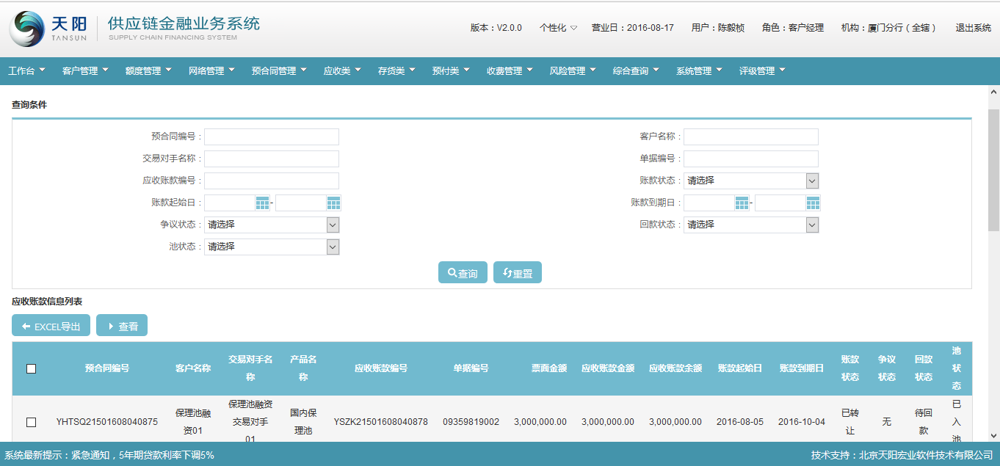 天阳 供应链金融业务系统
TANSUN SUPPLY CHAIN FINANCING SYSTEM
版本：V2.0.0 个性化 营业日：2016-08-17 用户：陈毅桢 角色：客户经理 机构：厦门分行（全辖） 退出系统
工作台 客户管理 额度管理 网络管理 预合同管理 应收类 存货类 预付类 收费管理 风险管理 综合查询 系统管理 评级管理
查询条件
预合同编号： 客户名称：
交易对手名称： 单据编号：
应收账款编号： 账款状态： 请选择
账款起始日： - 账款到期日： -
争议状态： 请选择 回款状态： 请选择
池状态： 请选择
查询 重置
应收账款信息列表
EXCEL导出 查看
预合同编号 客户名称 交易对手名称 产品名称 应收账款编号 单据编号 票面金额 应收账款金额 应收账款余额 账款起始日 账款到期日 账款状态 争议状态 回款状态 池状态
YHTSQ21501608040875 保理池融资01 保理池融资交易对手01 国内保理池 YSZK21501608040878 09359819002 3,000,000.00 3,000,000.00 3,000,000.00 2016-08-05 2016-10-04 已转让 无 待回款 已入池
系统最新提示：紧急通知，5年期贷款利率下调5% 技术支持：北京天阳宏业软件技术有限公司